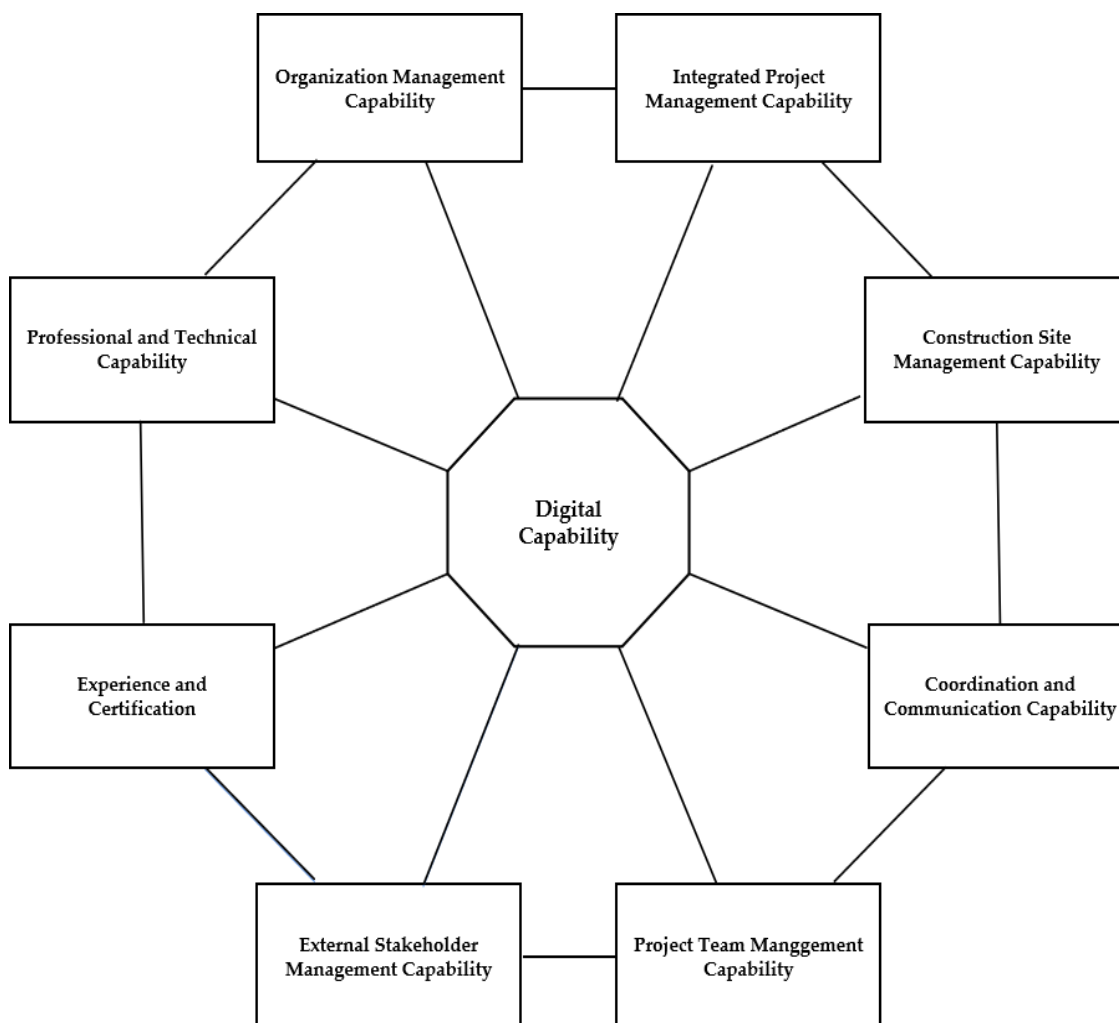 Organization Management
Capability
Integrated Project
Management Capability
Professional and Technical
Capability
Construction Site
Management Capability
Digital
Capability
Experience and
Certification
Coordination and
Communication Capability
External Stakeholder
Management Capability
Project Team Manggement
Capability